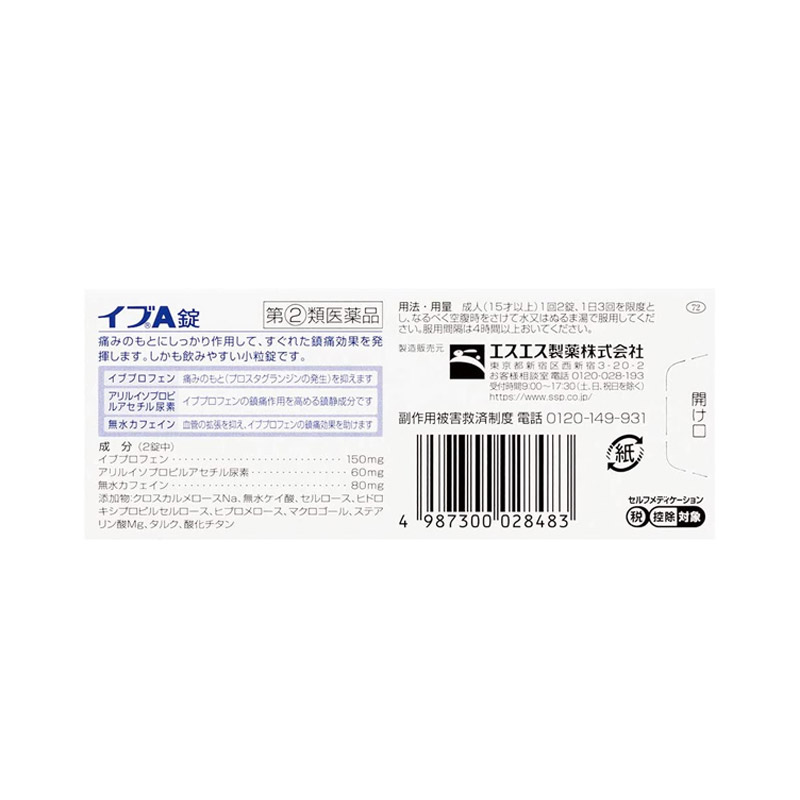 イブ®A錠
第②類医薬品
痛みのもとにしっかり作用して、すぐれた鎮痛効果を発
揮します。しかも飲みやすい小粒錠です。
イブプロフェン 痛みのもと(プロスタグランジンの発生)を抑えます
アリルイソプロピ
ルアセチル尿素 イブプロフェンの鎮痛作用を高める鎮静成分です
無水カフェイン 血管の拡張を抑え、イブプロフェンの鎮痛効果を助けます
成 分 (2錠中)
イブプロフェン 150mg
アリルイソプロピルアセチル尿素 60mg
無水カフェイン 80mg
添加物:クロスカルメロースNa、無水ケイ酸、セルロース、ヒドロ
キシプロピルセルロース、ヒプロメロース、マクロゴール、ステア
リン酸Mg、タルク、酸化チタン
用法・用量 成人(15才以上)1回2錠、1日3回を限度と
し、なるべく空腹時をさけて水又はぬるま湯で服用してくだ
さい。服用間隔は4時間以上おいてください。
72
製造販売元 エスエス製薬株式会社
東京都新宿区西新宿3-20-2
お客様相談室 電話 0120-028-193
受付時間9:00~17:30(土、日、祝日を除く)
https://www.ssp.co.jp/
副作用被害救済制度 電話 0120-149-931
4 987300 028483
紙
開け口
セルフメディケーション
税 控除 対象